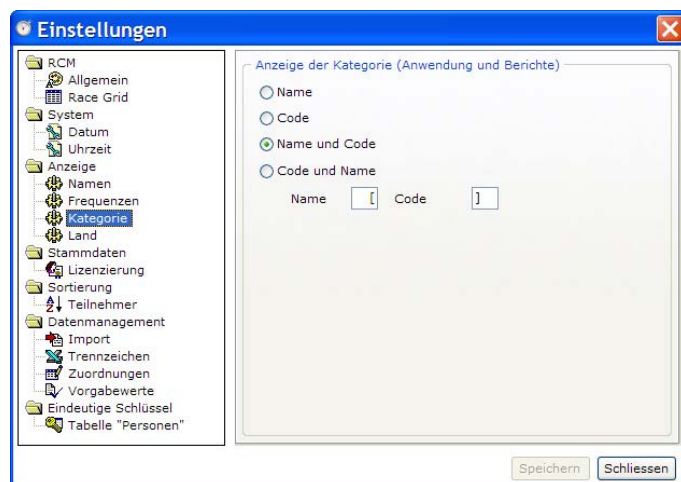 Einstellungen
RCM
Allgemein
Race Grid
System
Datum
Uhrzeit
Anzeige
Namen
Frequenzen
Kategorie
Land
Stammdaten
Lizenzierung
Sortierung
Teilnehmer
Datenmanagement
Import
Trennzeichen
Zuordnungen
Vorgabewerte
Eindeutige Schlüssel
Tabelle "Personen"
Anzeige der Kategorie (Anwendung und Berichte)
Name
Code
Name und Code
Code und Name
Name [ Code ]
Speichern Schliessen